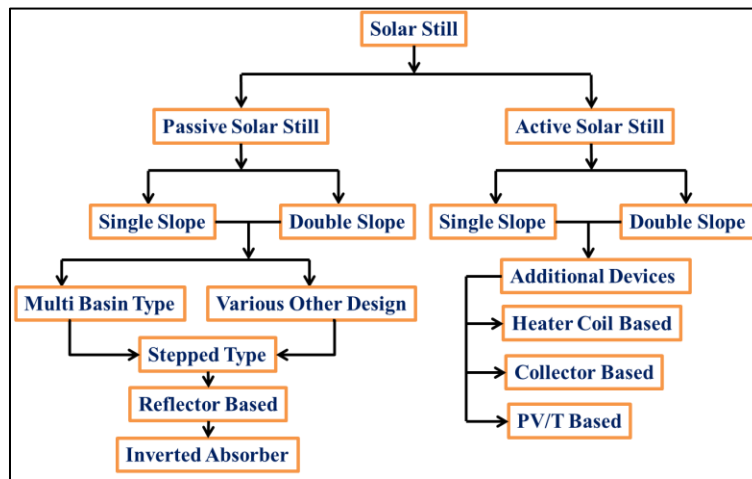 Solar Still
Passive Solar Still
Active Solar Still
Single Slope
Double Slope
Single Slope
Double Slope
Multi Basin Type
Various Other Design
Additional Devices
Heater Coil Based
Stepped Type
Collector Based
Reflector Based
PV/T Based
Inverted Absorber